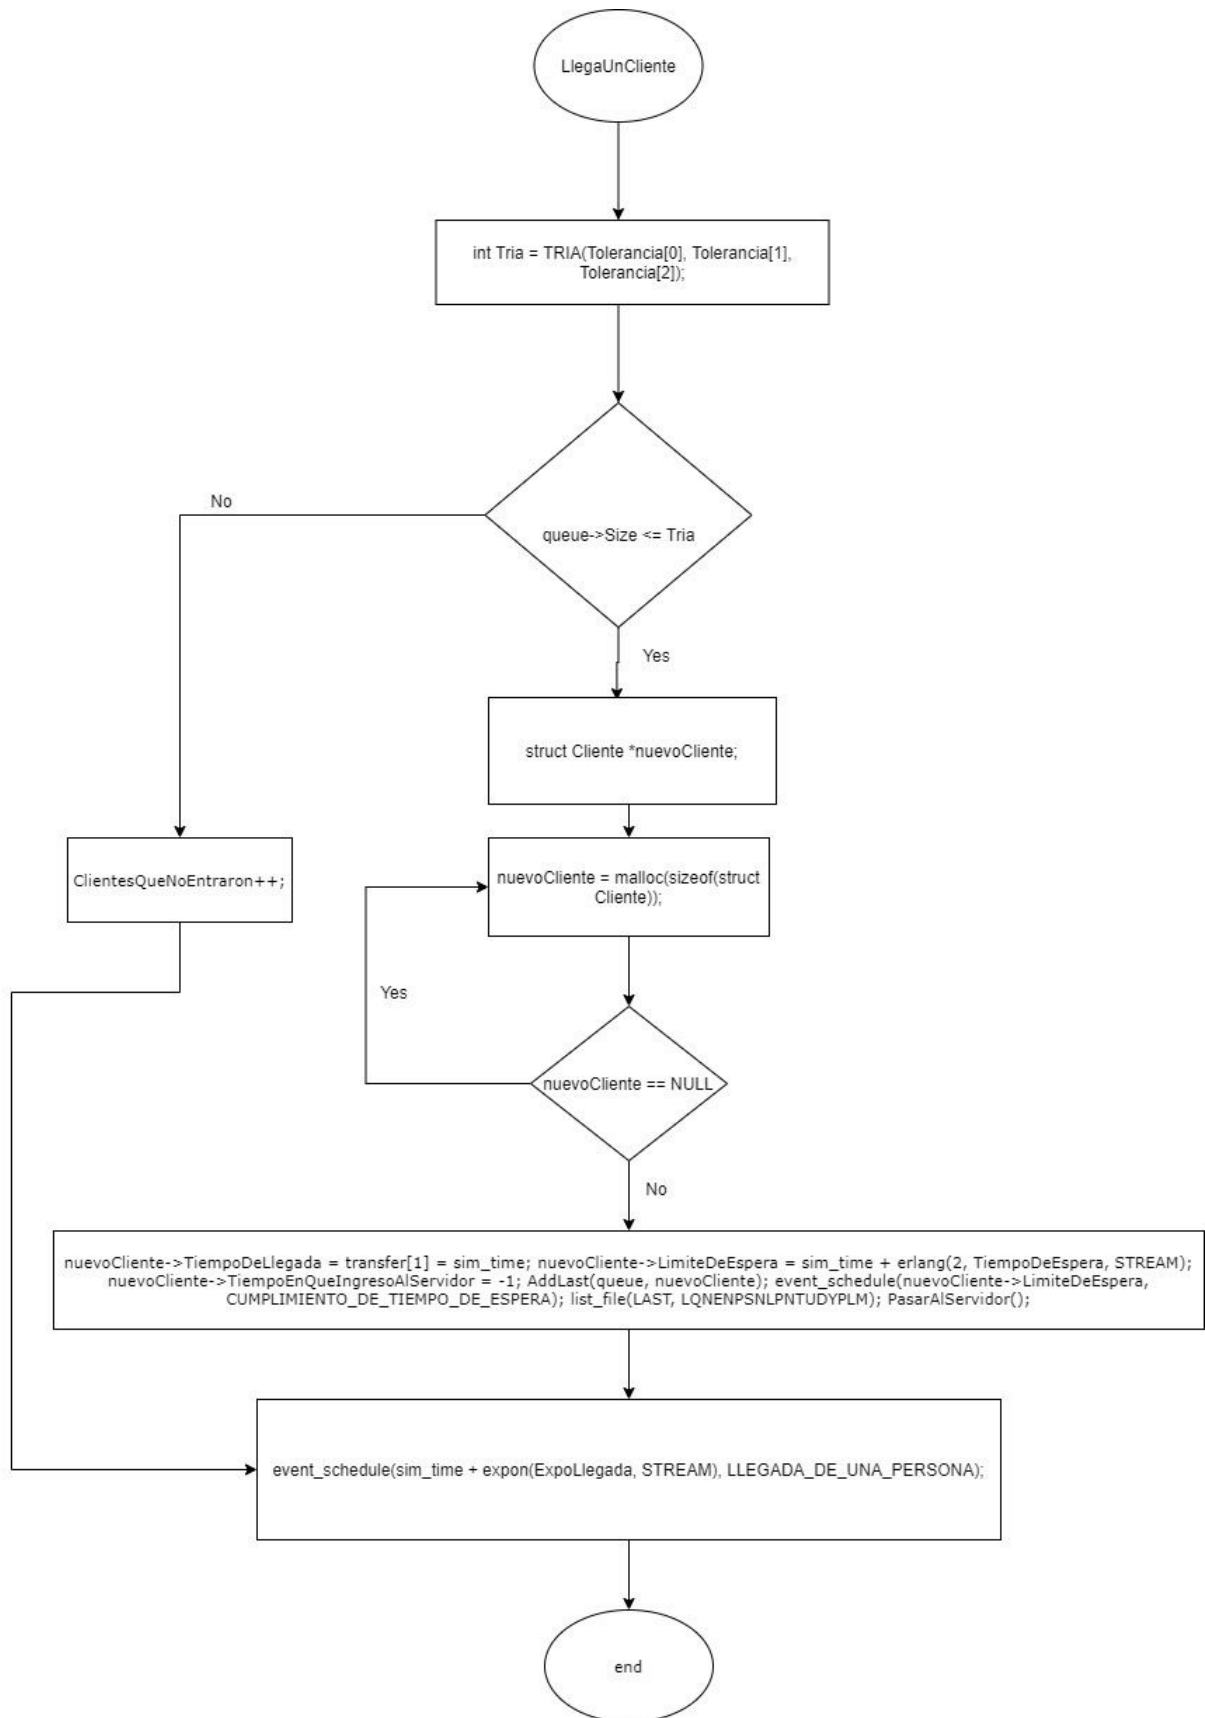 LlegaUnCliente
int Tria = TRIA(Tolerancia[0], Tolerancia[1],
Tolerancia[2]);
No
queue->Size <= Tria
Yes
struct Cliente *nuevoCliente;
ClientesQueNoEntraron++;
nuevoCliente = malloc(sizeof(struct
Cliente));
Yes
nuevoCliente == NULL
No
nuevoCliente->TiempoDeLlegada = transfer[1] = sim_time; nuevoCliente->LimiteDeEspera = sim_time + erlang(2, TiempoDeEspera, STREAM);
nuevoCliente->TiempoEnQueIngresoAlServidor = -1; AddLast(queue, nuevoCliente); event_schedule(nuevoCliente->LimiteDeEspera,
CUMPLIMIENTO_DE_TIEMPO_DE_ESPERA); list_file(LAST, LQNENPSNLPNTUDYPLM); PasarAlServidor();
event_schedule(sim_time + expon(ExpoLlegada, STREAM), LLEGADA_DE_UNA_PERSONA);
end